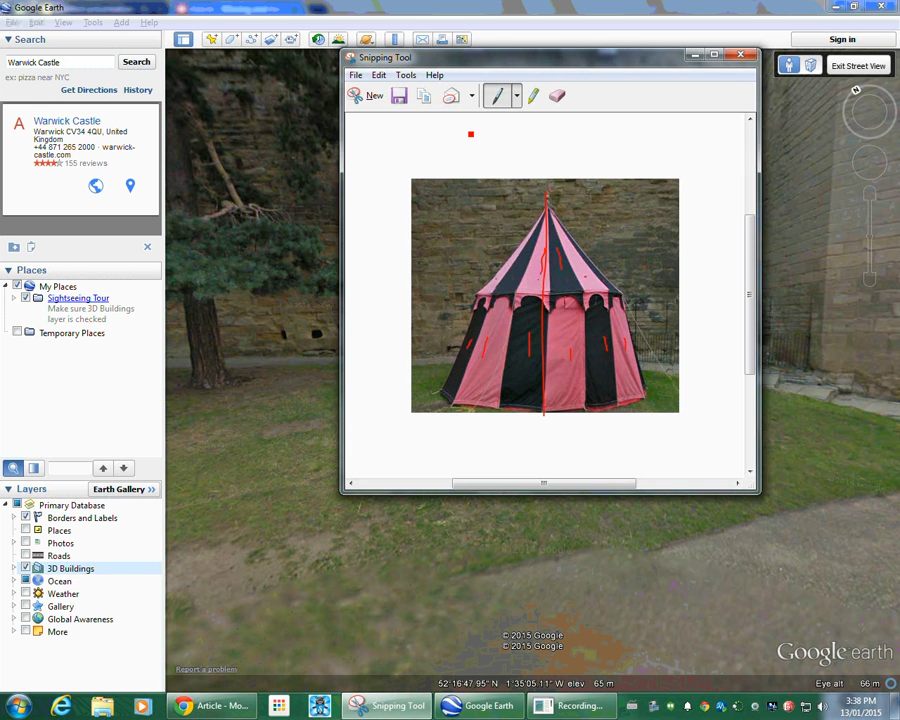 Google Earth
File Edit View Tools Add Help
Search
Warwick Castle
Search
ex: pizza near NYC
Get Directions History
A
Warwick Castle
Warwick CV34 4QU, United
Kingdom
+44 871 265 2000 · warwick-
castle.com
155 reviews
Places
My Places
Sightseeing Tour
Make sure 3D Buildings
layer is checked
Temporary Places
Layers
Earth Gallery >>
Primary Database
Borders and Labels
Places
Photos
Roads
3D Buildings
Ocean
Weather
Gallery
Global Awareness
More
Sign in
Exit Street View
N
Snipping Tool
File Edit Tools Help
New
© 2015 Google
© 2015 Google
Google earth
Report a problem
52°16'47.95" N 1°35'05.11" W elev 65 m
Eye alt 66 m
Article - Mo...
Snipping Tool
Google Earth
Recording...
3:38 PM
13/01/2015